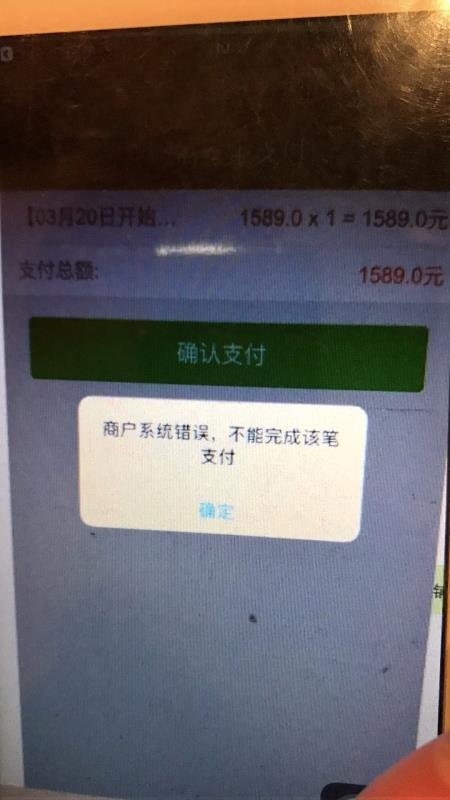 【03月20日开始... 1589.0 x 1 = 1589.0元
支付总额: 1589.0元
确认支付
商户系统错误，不能完成该笔
支付
确定